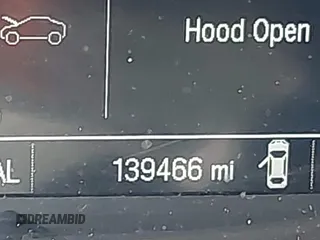 Hood Open
AL
139466 mi
DREAMBID